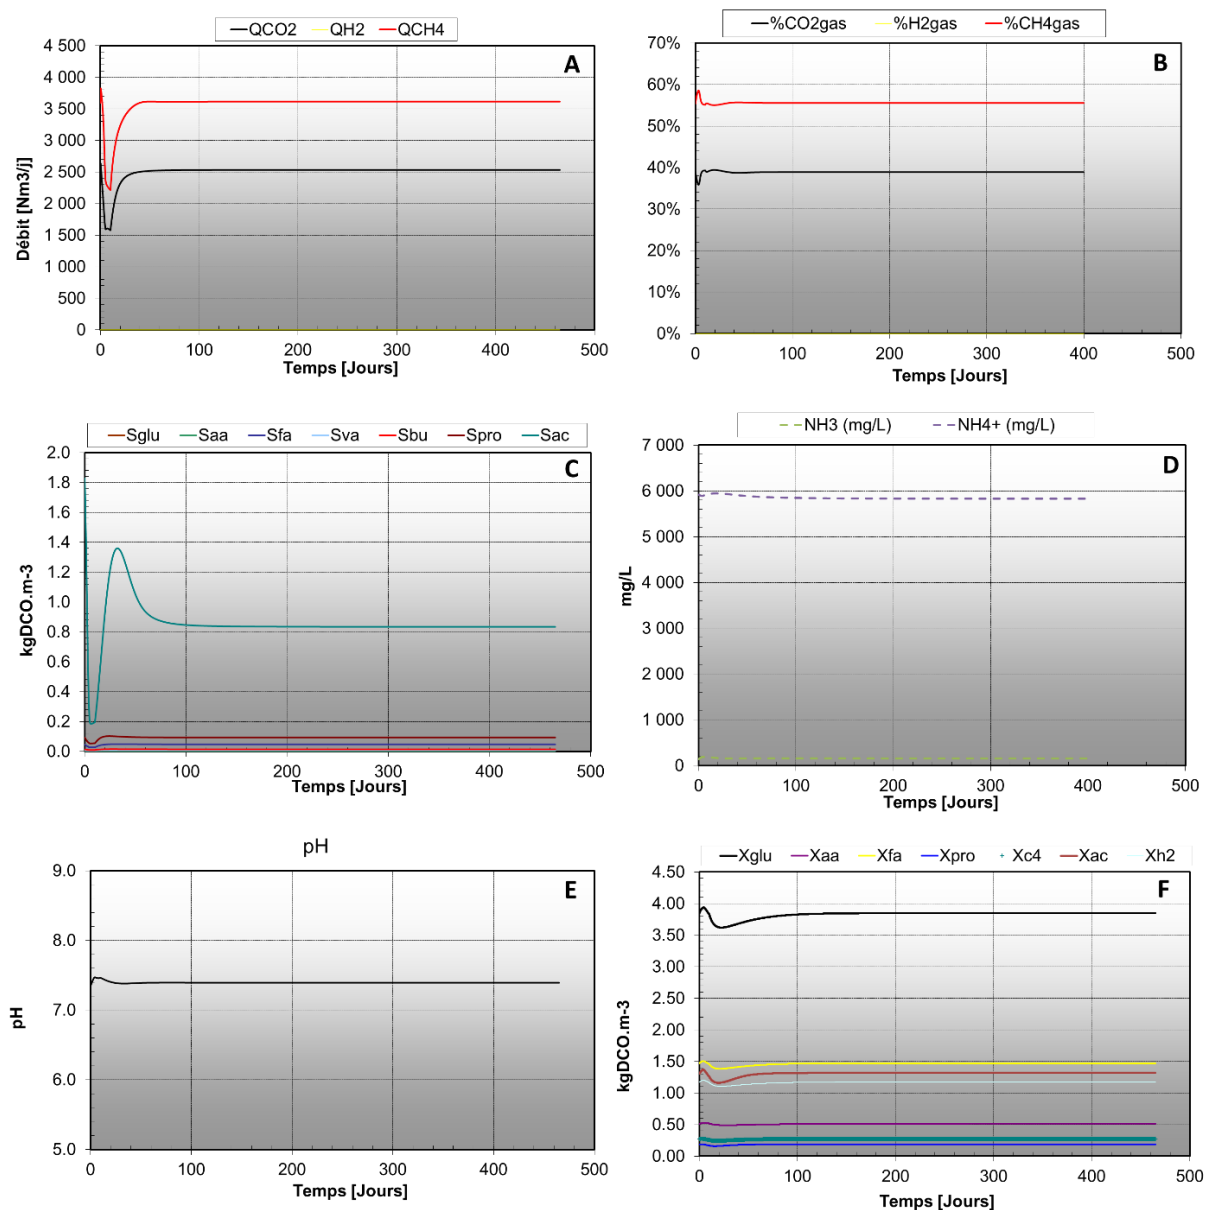 QCO2 QH2 QCH4
A
4 500
4 000
3 500
3 000
2 500
2 000
1 500
1 000
500
0
Débit [Nm3/j]
0 100 200 300 400 500
Temps [Jours]
%CO2gas %H2gas %CH4gas
B
70%
60%
50%
40%
30%
20%
10%
0%
0 100 200 300 400 500
Temps [Jours]
Sglu Saa Sfa Sva Sbu Spro Sac
C
2.0
1.8
1.6
1.4
1.2
1.0
0.8
0.6
0.4
0.2
0.0
kgDCO.m-3
0 100 200 300 400 500
Temps [Jours]
NH3 (mg/L) NH4+ (mg/L)
D
7 000
6 000
5 000
4 000
3 000
2 000
1 000
0
mg/L
0 100 200 300 400 500
Temps [Jours]
pH
E
9.0
8.0
7.0
6.0
5.0
pH
0 100 200 300 400 500
Temps [Jours]
Xglu Xaa Xfa Xpro Xc4 Xac Xh2
F
4.50
4.00
3.50
3.00
2.50
2.00
1.50
1.00
0.50
0.00
kgDCO.m-3
0 100 200 300 400 500
Temps [Jours]